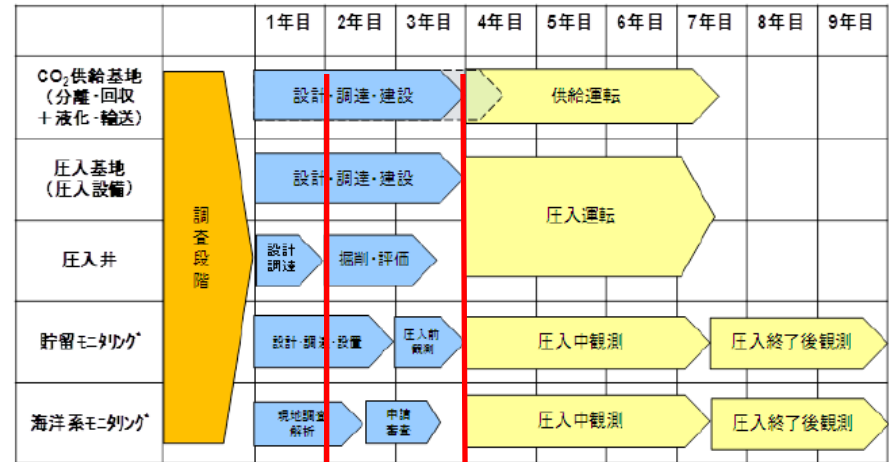 1年目 2年目 3年目 4年目 5年目 6年目 7年目 8年目 9年目
CO₂供給基地
（分離・回収
＋液化・輸送）
設計・調達・建設
供給運転
圧入基地
（圧入設備）
設計・調達・建設
圧入運転
調査段階
圧入井
設計
調達
掘削・評価
貯留モニタリング
設計・調達・設置
圧入前
観測
圧入中観測
圧入終了後観測
海洋系モニタリング
現地調査
解析
申請
審査
圧入中観測
圧入終了後観測